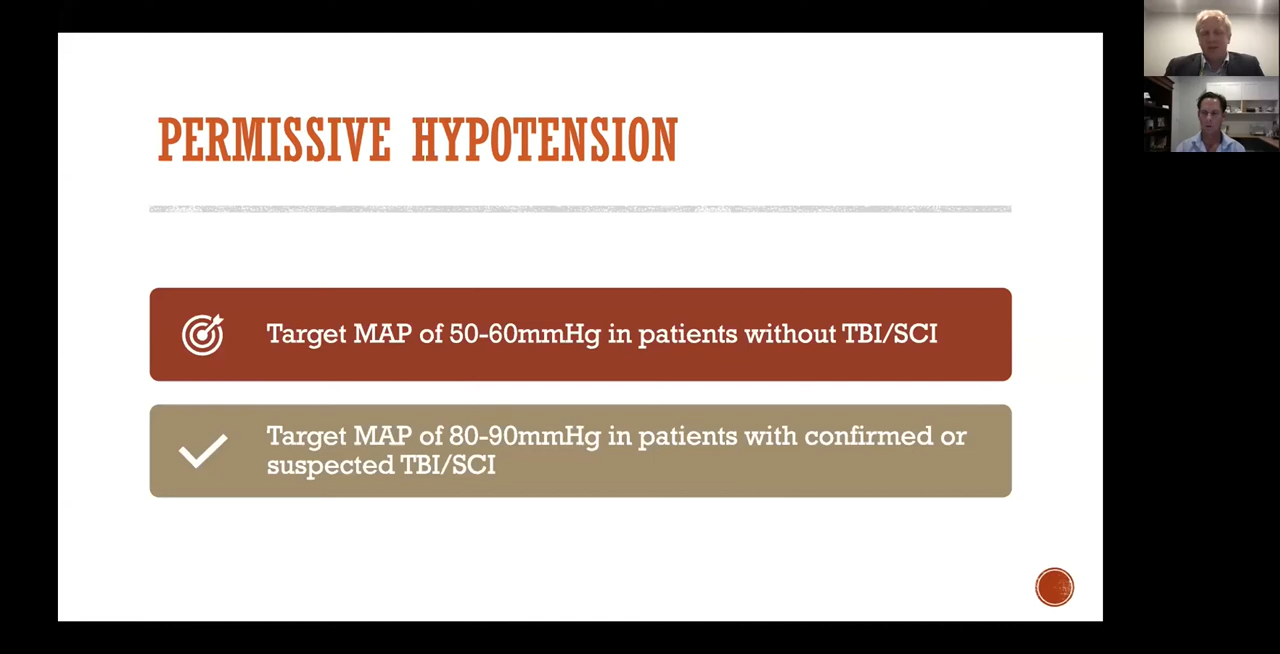 PERMISSIVE HYPOTENSION
Target MAP of 50-60mmHg in patients without TBI/SCI
Target MAP of 80-90mmHg in patients with confirmed or
suspected TBI/SCI